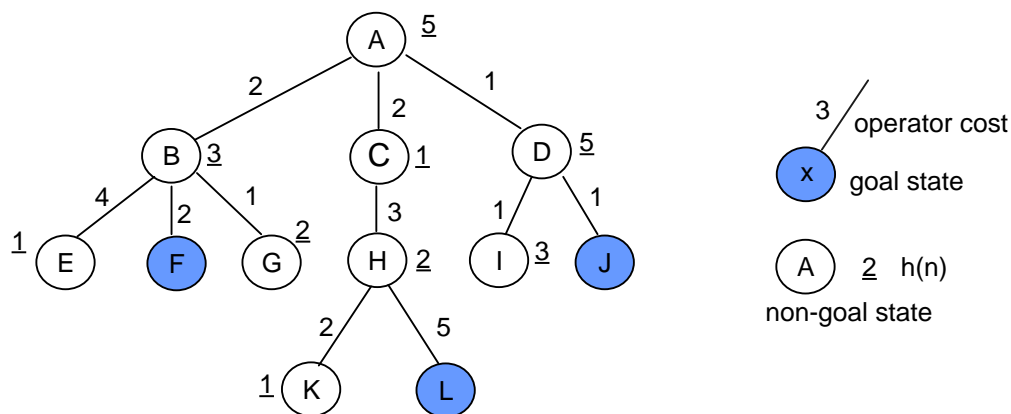 A 5
2 2 1
B 3 C 1 D 5
4 2 1 3 1 1
1 E F G 2 H 2 I 3 J
2 5
1 K L
3 operator cost
x goal state
A 2 h(n)
non-goal state